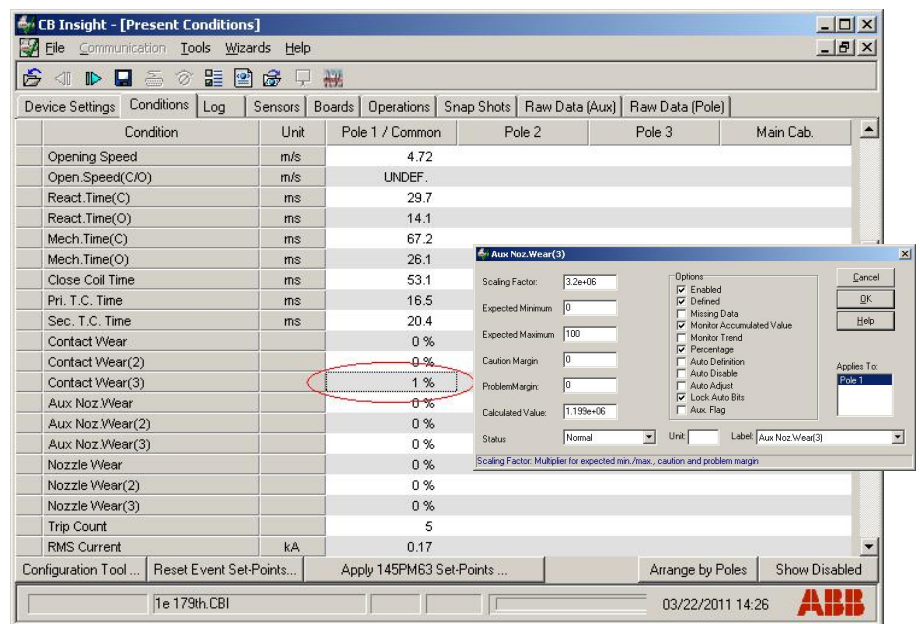 CB Insight - [Present Conditions]
File Communication Tools Wizards Help
Device Settings Conditions Log Sensors Boards Operations Snap Shots Raw Data (Aux) Raw Data (Pole)
Condition Unit Pole 1 / Common Pole 2 Pole 3 Main Cab.
Opening Speed m/s 4.72
Open.Speed(C/O) m/s UNDEF.
React.Time(C) ms 29.7
React.Time(O) ms 14.1
Mech.Time(C) ms 67.2
Mech.Time(O) ms 26.1
Close Coil Time ms 53.1
Pri. T.C. Time ms 16.5
Sec. T.C. Time ms 20.4
Contact Wear 0 %
Contact Wear(2) 0 %
Contact Wear(3) 1 %
Aux Noz.Wear 0 %
Aux Noz.Wear(2) 0 %
Aux Noz.Wear(3) 0 %
Nozzle Wear 0 %
Nozzle Wear(2) 0 %
Nozzle Wear(3) 0 %
Trip Count 5
RMS Current kA 0.17
Aux Noz.Wear(3)
Scaling Factor: 3.2e+06
Expected Minimum 0
Expected Maximum 100
Caution Margin 0
ProblemMargin: 0
Calculated Value: 1.199e+06
Status Normal
Options
Enabled
Defined
Missing Data
Monitor Accumulated Value
Monitor Trend
Percentage
Auto Definition
Auto Disable
Auto Adjust
Lock Auto Bits
Aux. Flag
Cancel
OK
Help
Applies To:
Pole 1
Unit: Label: Aux Noz.Wear(3)
Scaling Factor: Multiplier for expected min./max., caution and problem margin
Configuration Tool ... Reset Event Set-Points... Apply 145PM63 Set-Points ... Arrange by Poles Show Disabled
1e 179th.CBI 03/22/2011 14:26 ABB